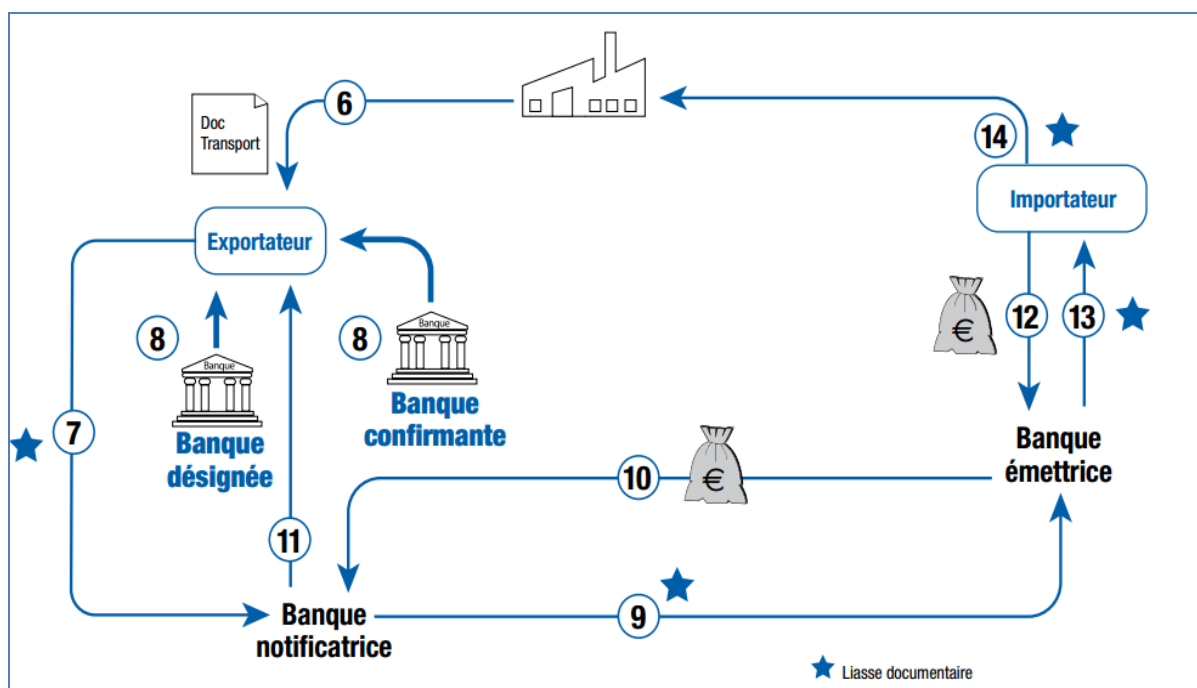 6
Doc
Transport
14
Importateur
Exportateur
8
Banque
8
Banque
€
12
13
Banque
confirmante
7
Banque
désignée
Banque
émettrice
10
€
11
Banque
notificatrice
9
Liasse documentaire